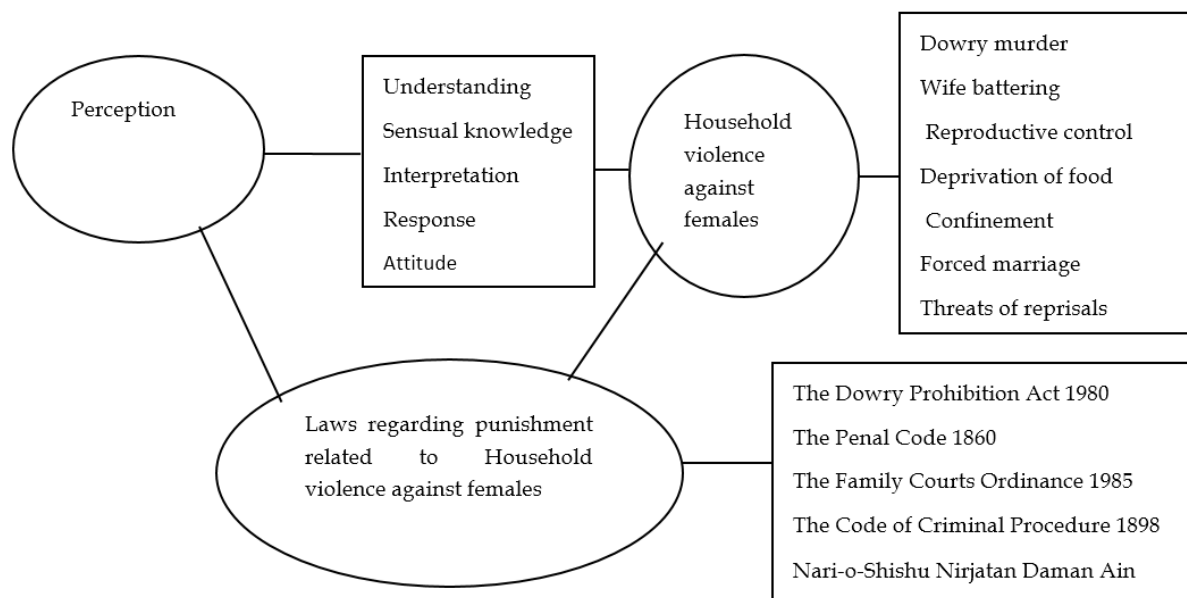 Perception
Understanding
Sensual knowledge
Interpretation
Response
Attitude
Household
violence
against
females
Dowry murder
Wife battering
Reproductive control
Deprivation of food
Confinement
Forced marriage
Threats of reprisals
Laws regarding punishment
related to Household
violence against females
The Dowry Prohibition Act 1980
The Penal Code 1860
The Family Courts Ordinance 1985
The Code of Criminal Procedure 1898
Nari-o-Shishu Nirjatan Daman Ain